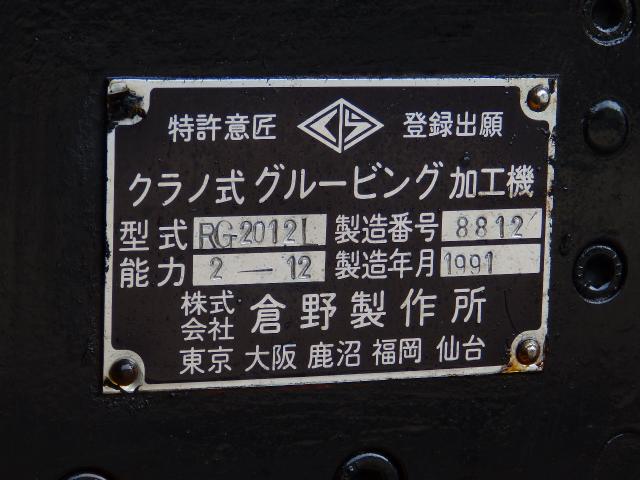 特許意匠 登録出願
クラノ式グルービング加工機
型式 RG-2012L 製造番号 8812
能力 2-12 製造年月 1991
株式会社 倉野製作所
東京 大阪 鹿沼 福岡 仙台